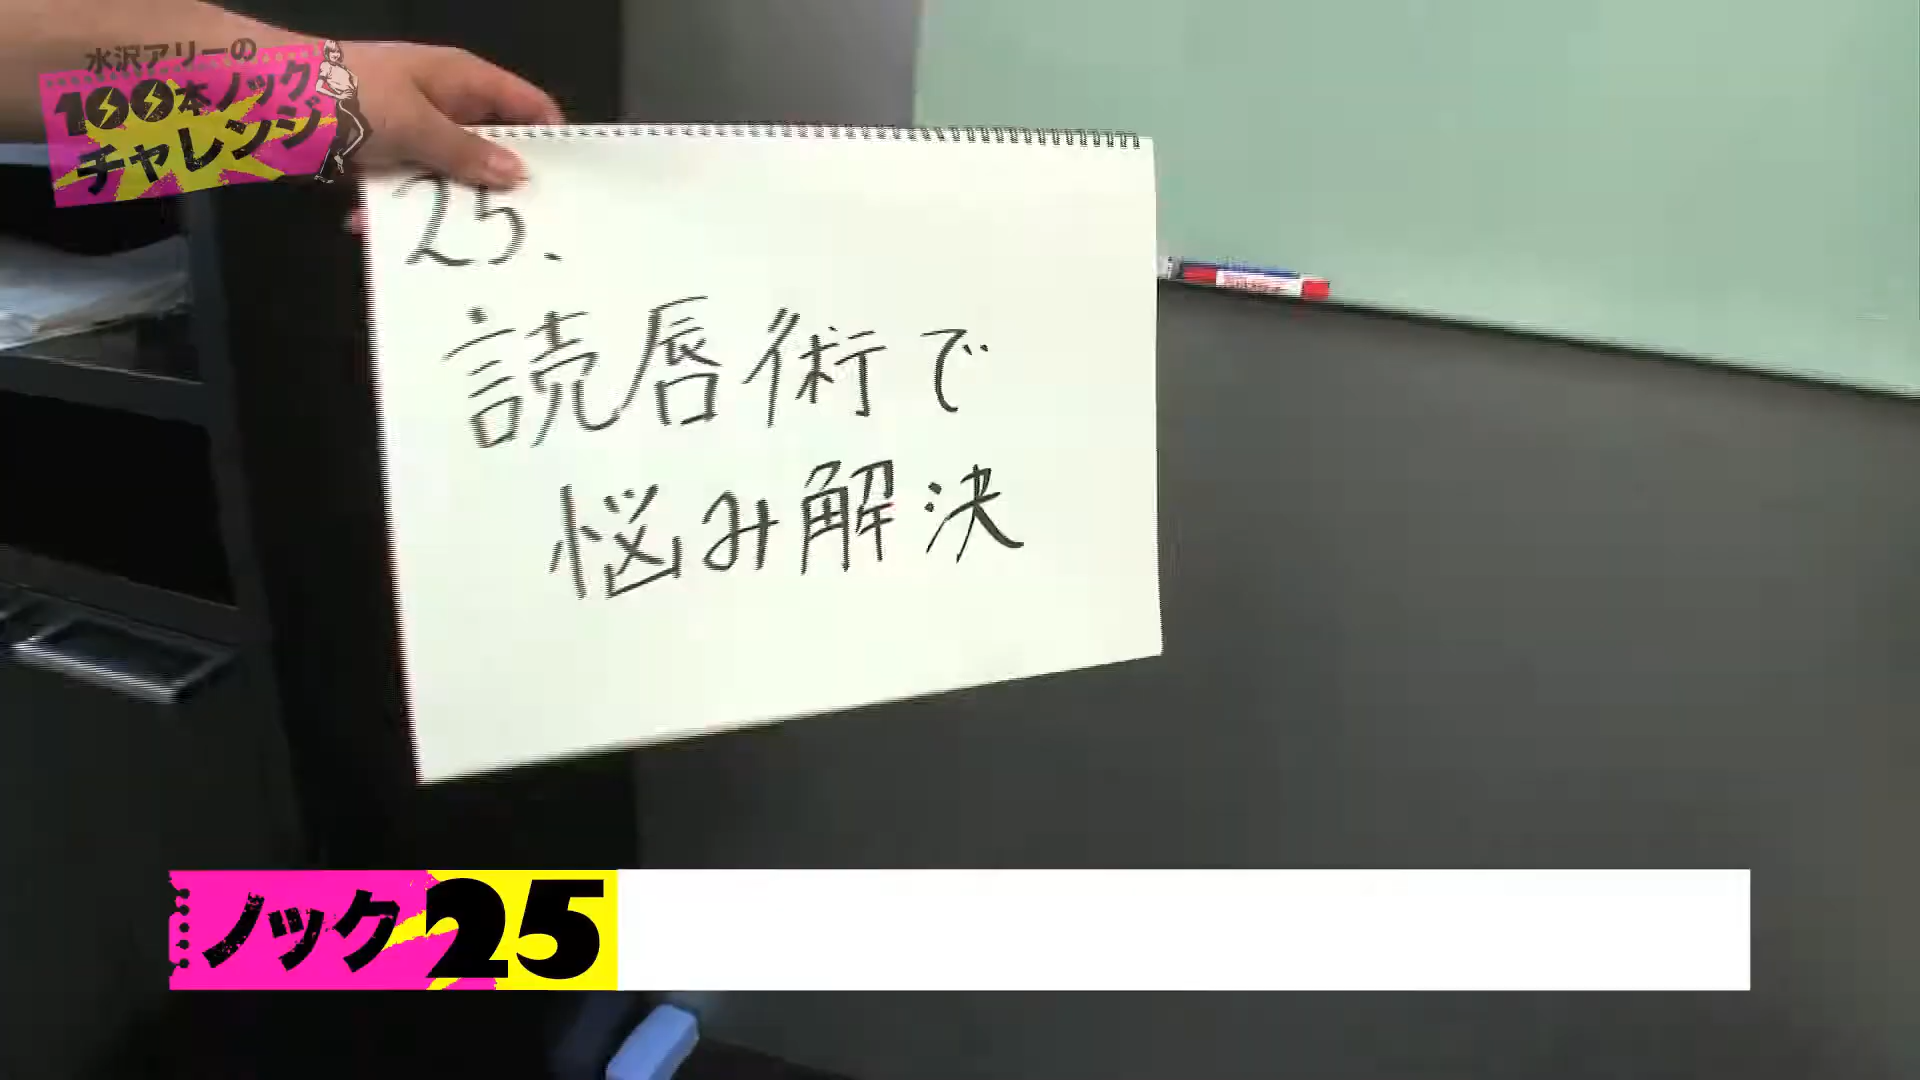 水沢アリーの
100本ノック
チャレンジ
25、
読唇術で
悩み解決
ノック25